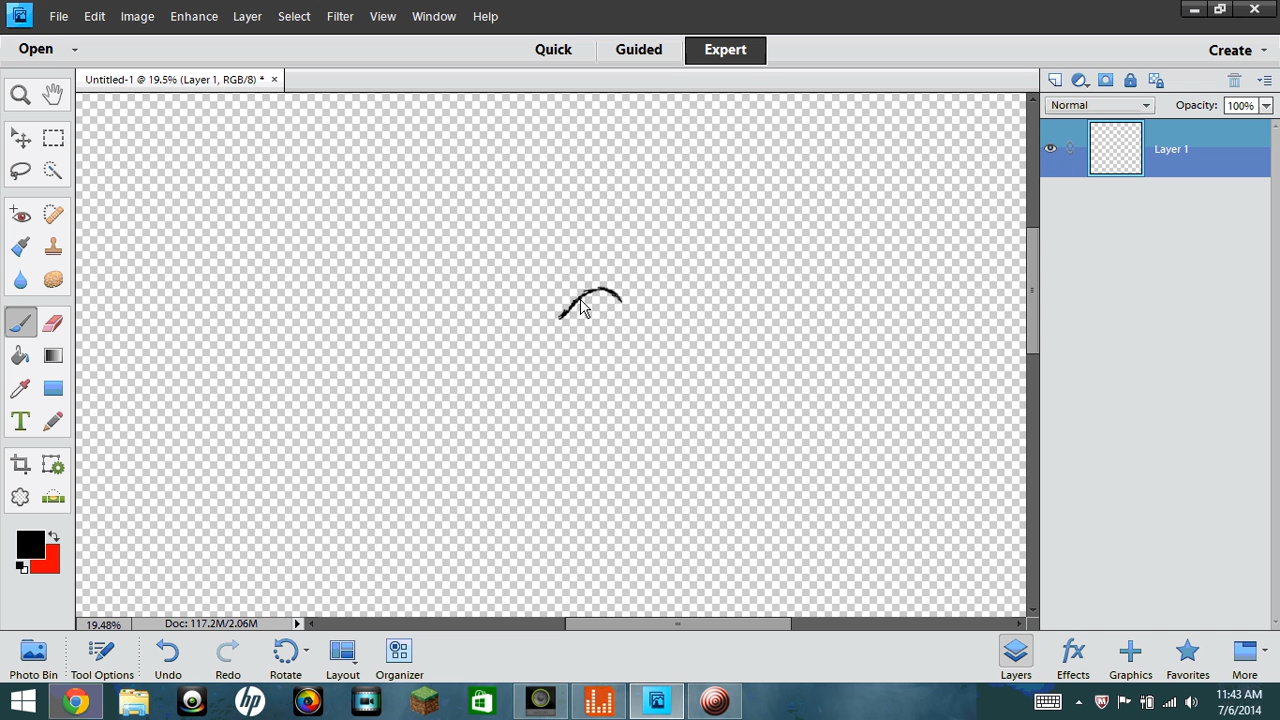 File Edit Image Enhance Layer Select Filter View Window Help
Open Quick Guided Expert Create
Untitled-1 @ 19.5% (Layer 1, RGB/8) * ×
Normal Opacity: 100%
Layer 1
T
19.48% Doc: 117.2M/2.06M
Photo Bin Tool Options Undo Redo Rotate Layout Organizer Layers Effects Graphics Favorites More
fx
hp
11:43 AM
7/6/2014